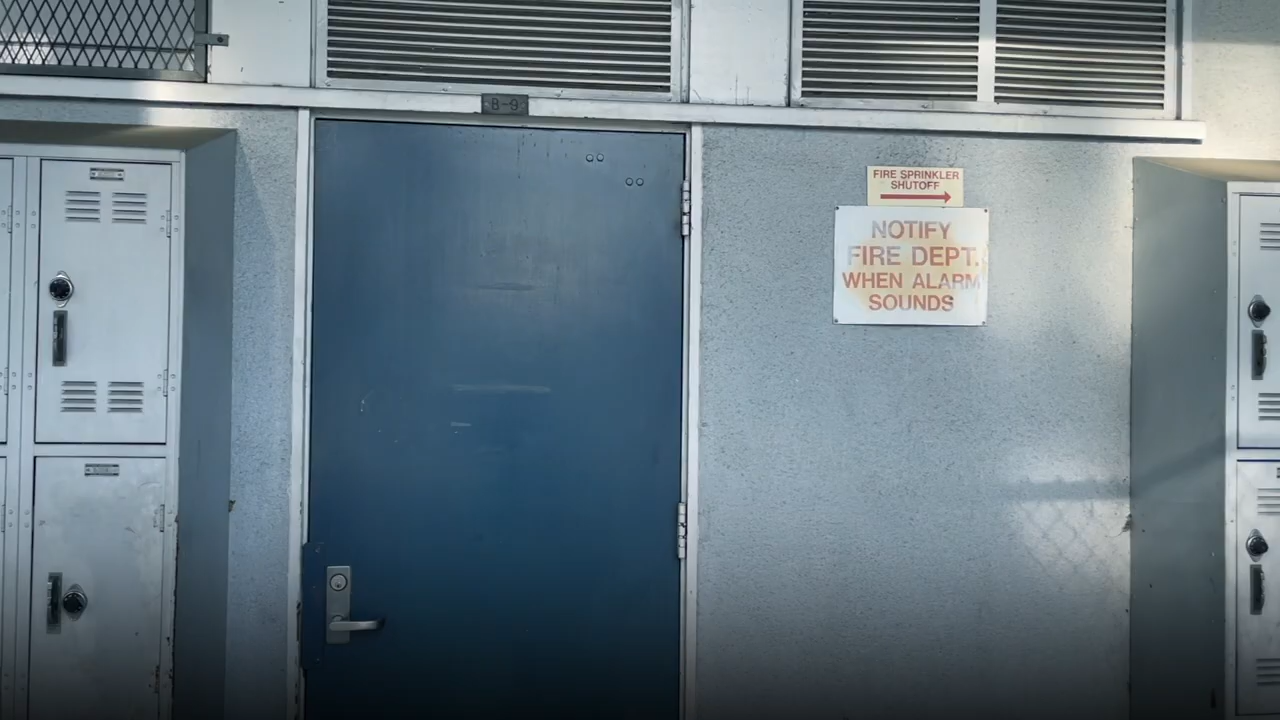 B-9
FIRE SPRINKLER
SHUTOFF
NOTIFY
FIRE DEPT.
WHEN ALARM
SOUNDS